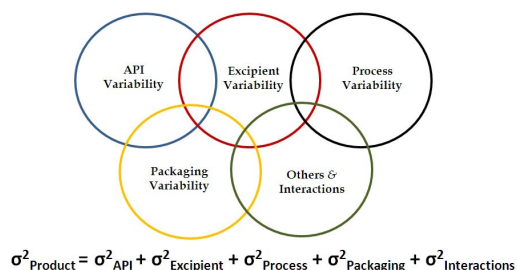 API
Variability
Excipient
Variability
Process
Variability
Packaging
Variability
Others &
Interactions
σ²Product = σ²API + σ²Excipient + σ²Process + σ²Packaging + σ²Interactions